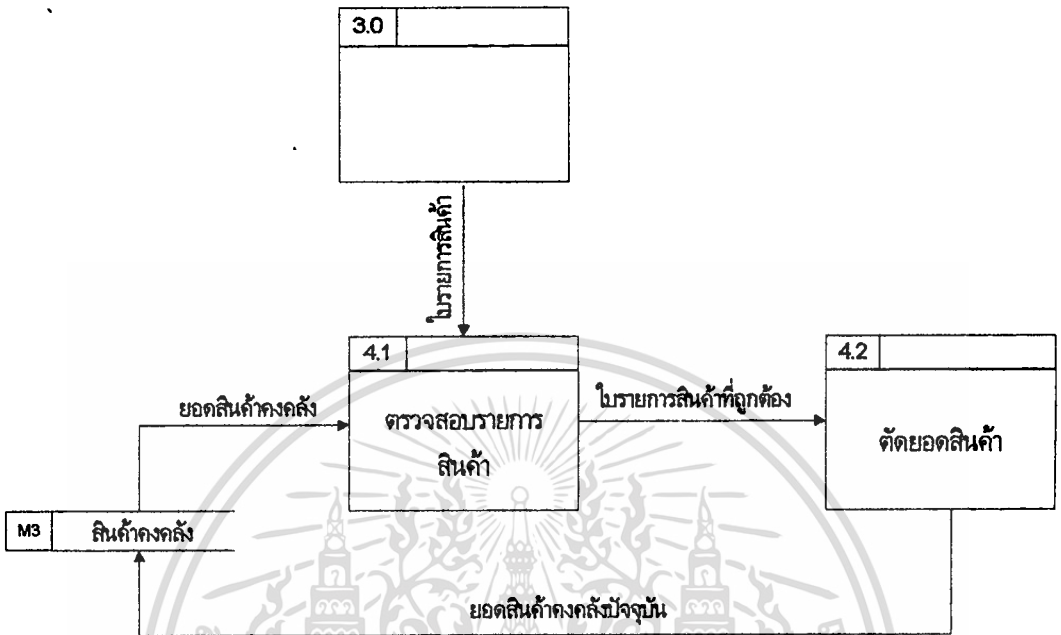 3.0
ใบรายการสินค้า
4.1
ตรวจสอบรายการ
สินค้า
4.2
ตัดยอดสินค้า
ยอดสินค้าคงคลัง
ใบรายการสินค้าที่ถูกต้อง
M3
สินค้าคงคลัง
ยอดสินค้าคงคลังปัจจุบัน